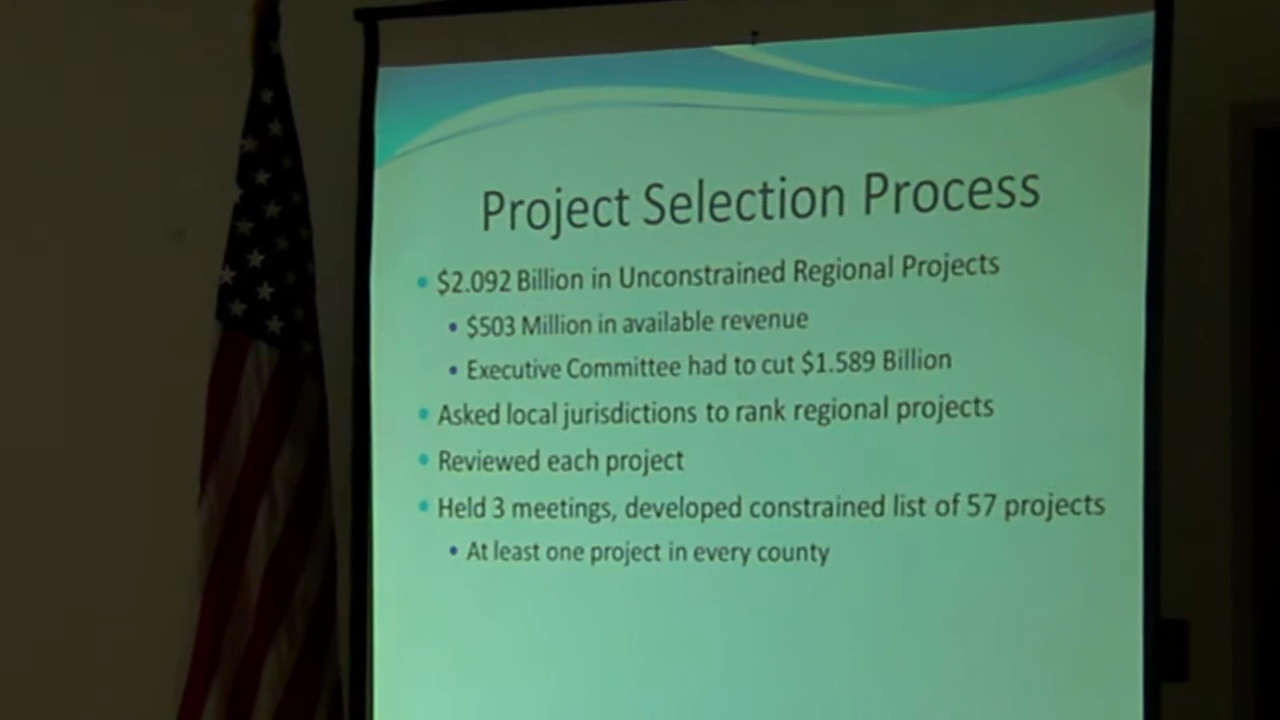 Project Selection Process
• $2.092 Billion in Unconstrained Regional Projects
• $503 Million in available revenue
• Executive Committee had to cut $1.589 Billion
• Asked local jurisdictions to rank regional projects
• Reviewed each project
• Held 3 meetings, developed constrained list of 57 projects
• At least one project in every county